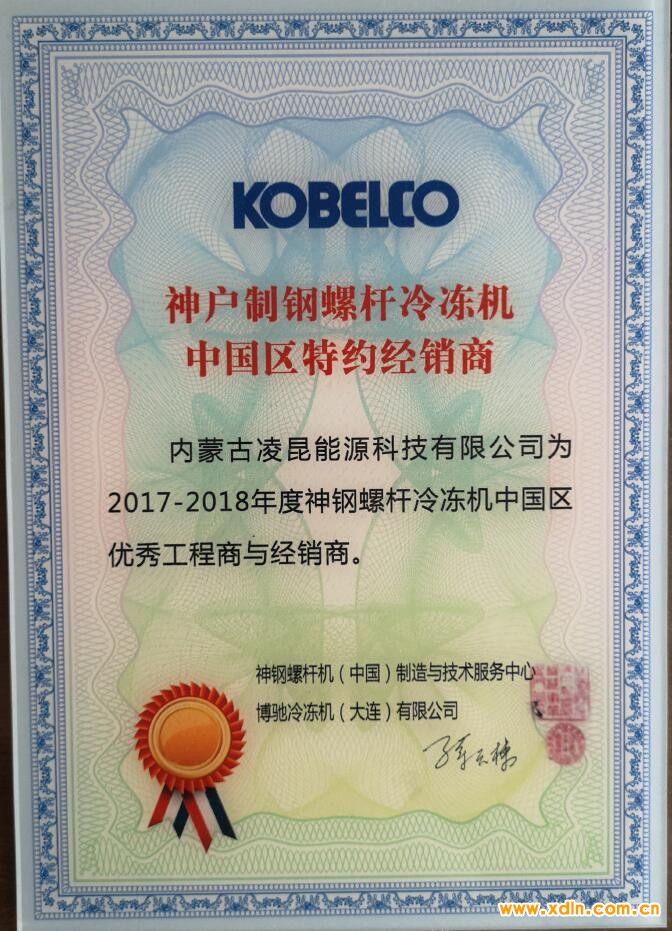 KOBELCO
神户制钢螺杆冷冻机
中国区特约经销商
内蒙古凌昆能源科技有限公司为
2017-2018年度神钢螺杆冷冻机中国区
优秀工程商与经销商。
神钢螺杆机（中国）制造与技术服务中心
博驰冷冻机（大连）有限公司
www.xdln.com.cn